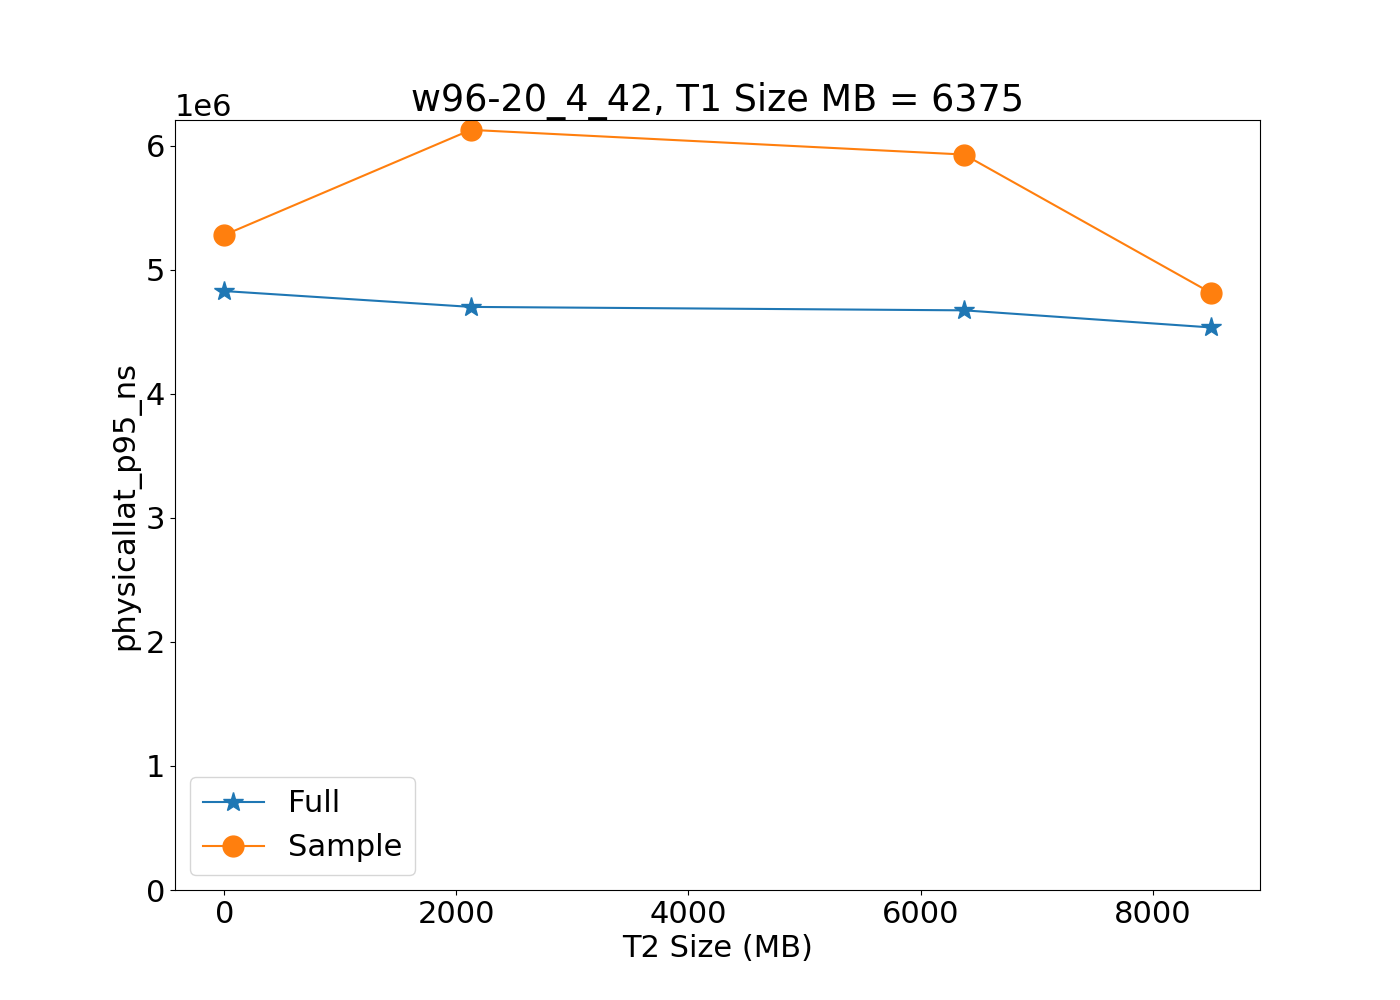 w96-20_4_42, T1 Size MB = 6375
1e6
6
5
4
3
2
1
0
physicallat_p95_ns
Full
Sample
0 2000 4000 6000 8000
T2 Size (MB)